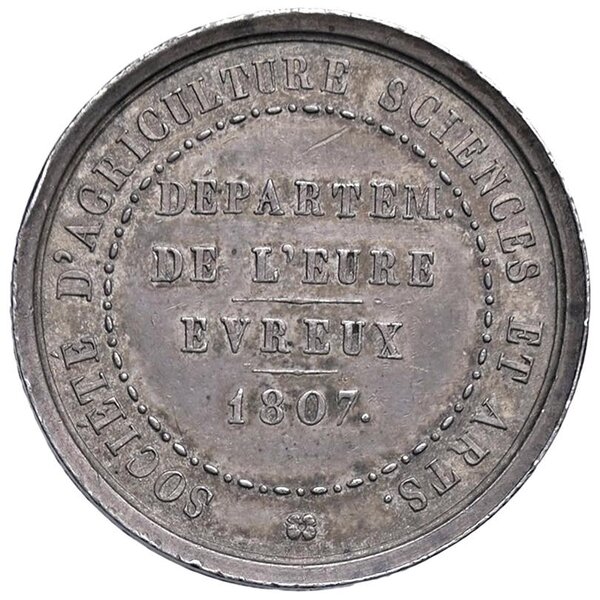 SOCIÉTÉ D'AGRICULTURE SCIENCES ET ARTS.
DÉPARTEM.
DE L'EURE
EVREUX
1807.